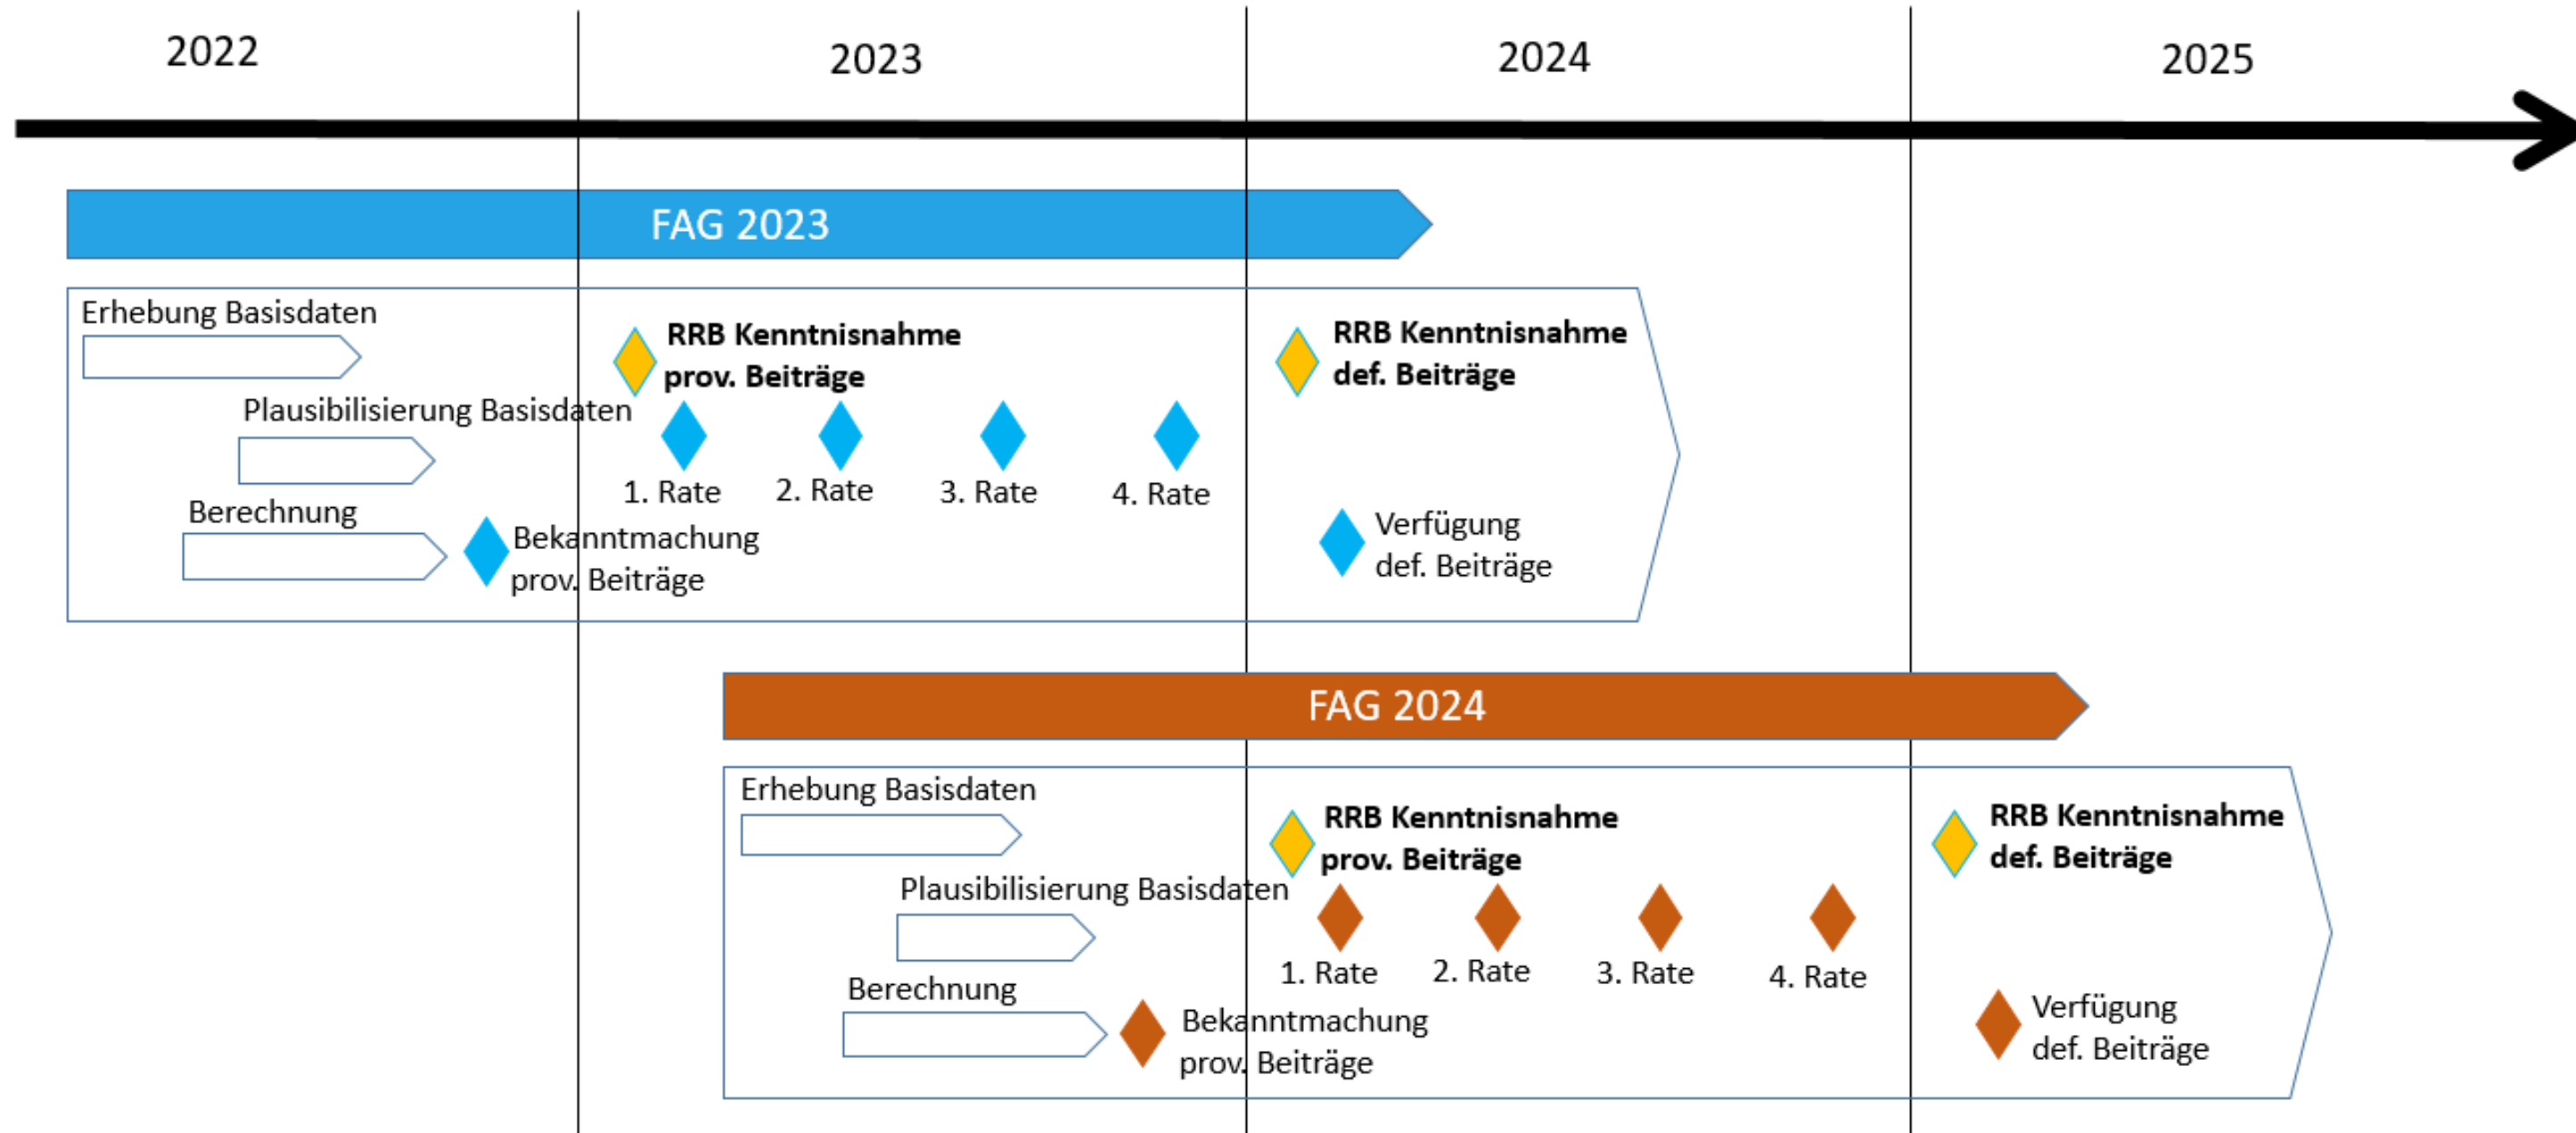 2022
2023
2024
2025
FAG 2023
Erhebung Basisdaten
RRB Kenntnisnahme
prov. Beiträge
RRB Kenntnisnahme
def. Beiträge
Plausibilisierung Basisdaten
1. Rate
2. Rate
3. Rate
4. Rate
Berechnung
Bekanntmachung
prov. Beiträge
Verfügung
def. Beiträge
FAG 2024
Erhebung Basisdaten
RRB Kenntnisnahme
prov. Beiträge
RRB Kenntnisnahme
def. Beiträge
Plausibilisierung Basisdaten
1. Rate
2. Rate
3. Rate
4. Rate
Berechnung
Bekanntmachung
prov. Beiträge
Verfügung
def. Beiträge